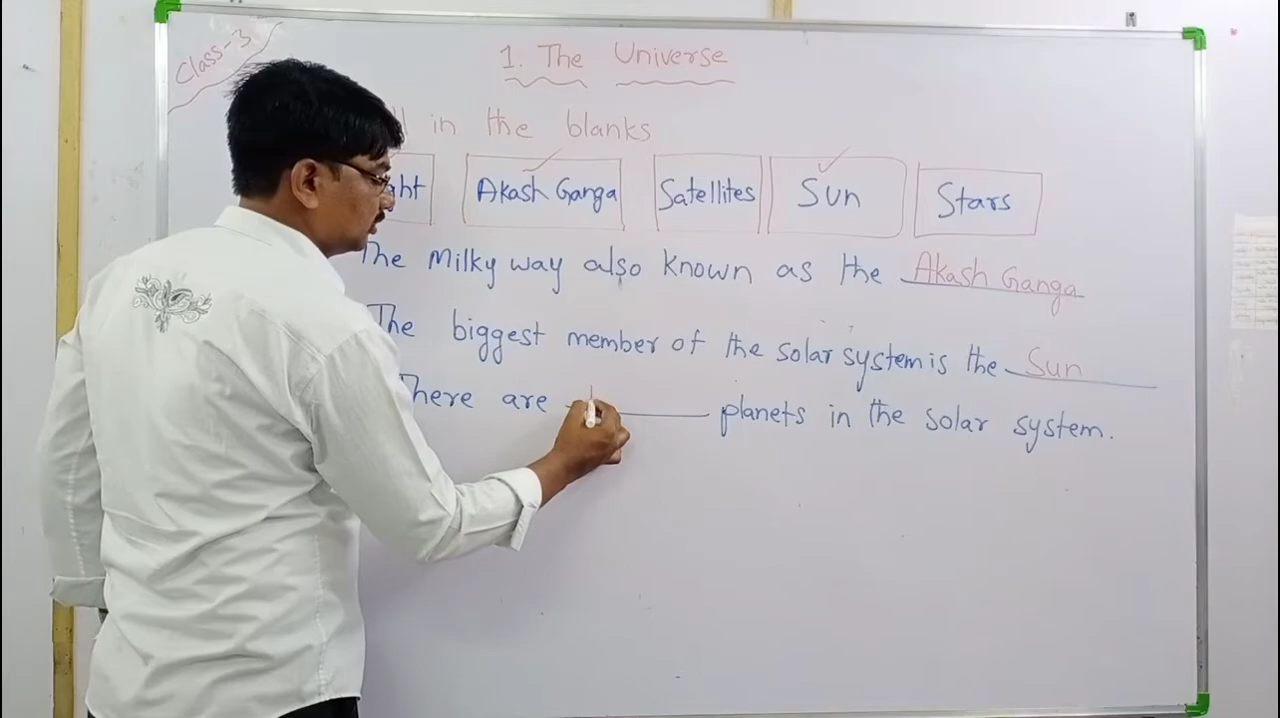 Class-3
1. The Universe
in the blanks
Akash Ganga Satellites Sun Stars
The Milky way also known as the Akash Ganga
The biggest member of the solar system is the Sun
There are planets in the solar system.